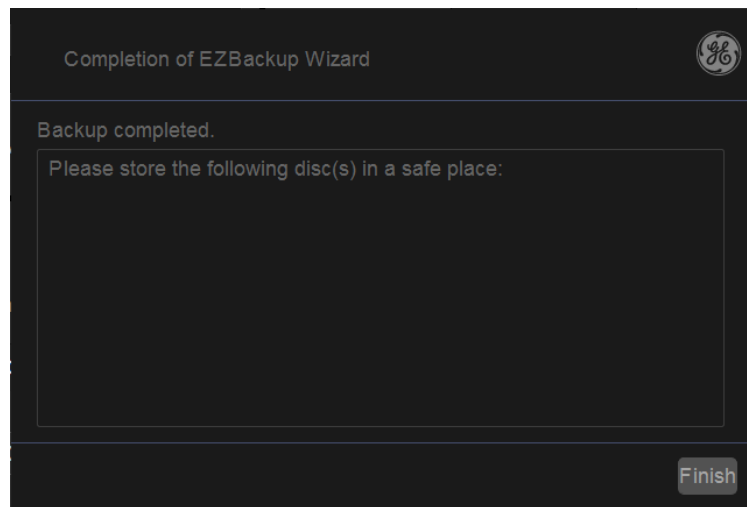 Completion of EZBackup Wizard
Backup completed.
Please store the following disc(s) in a safe place:
Finish